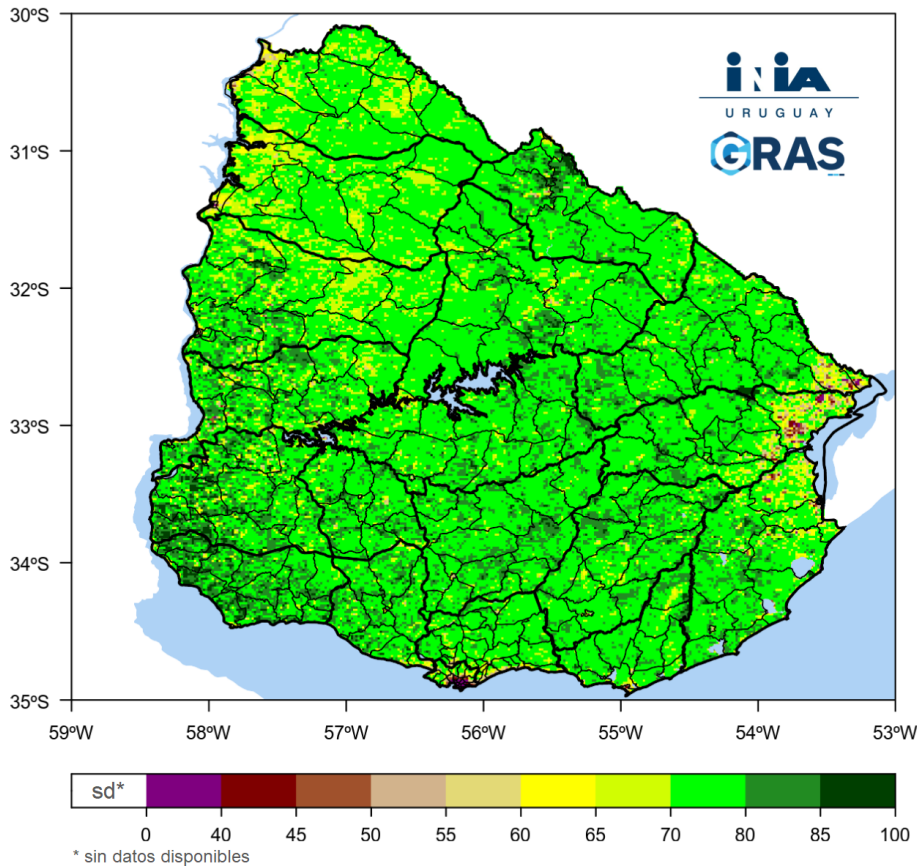 30ºS
31ºS
32ºS
33ºS
34ºS
35ºS
iNiA
URUGUAY
GRAS
59ºW
58ºW
57ºW
56ºW
55ºW
54ºW
53ºW
sd*
0
40
45
50
55
60
65
70
80
85
100
* sin datos disponibles